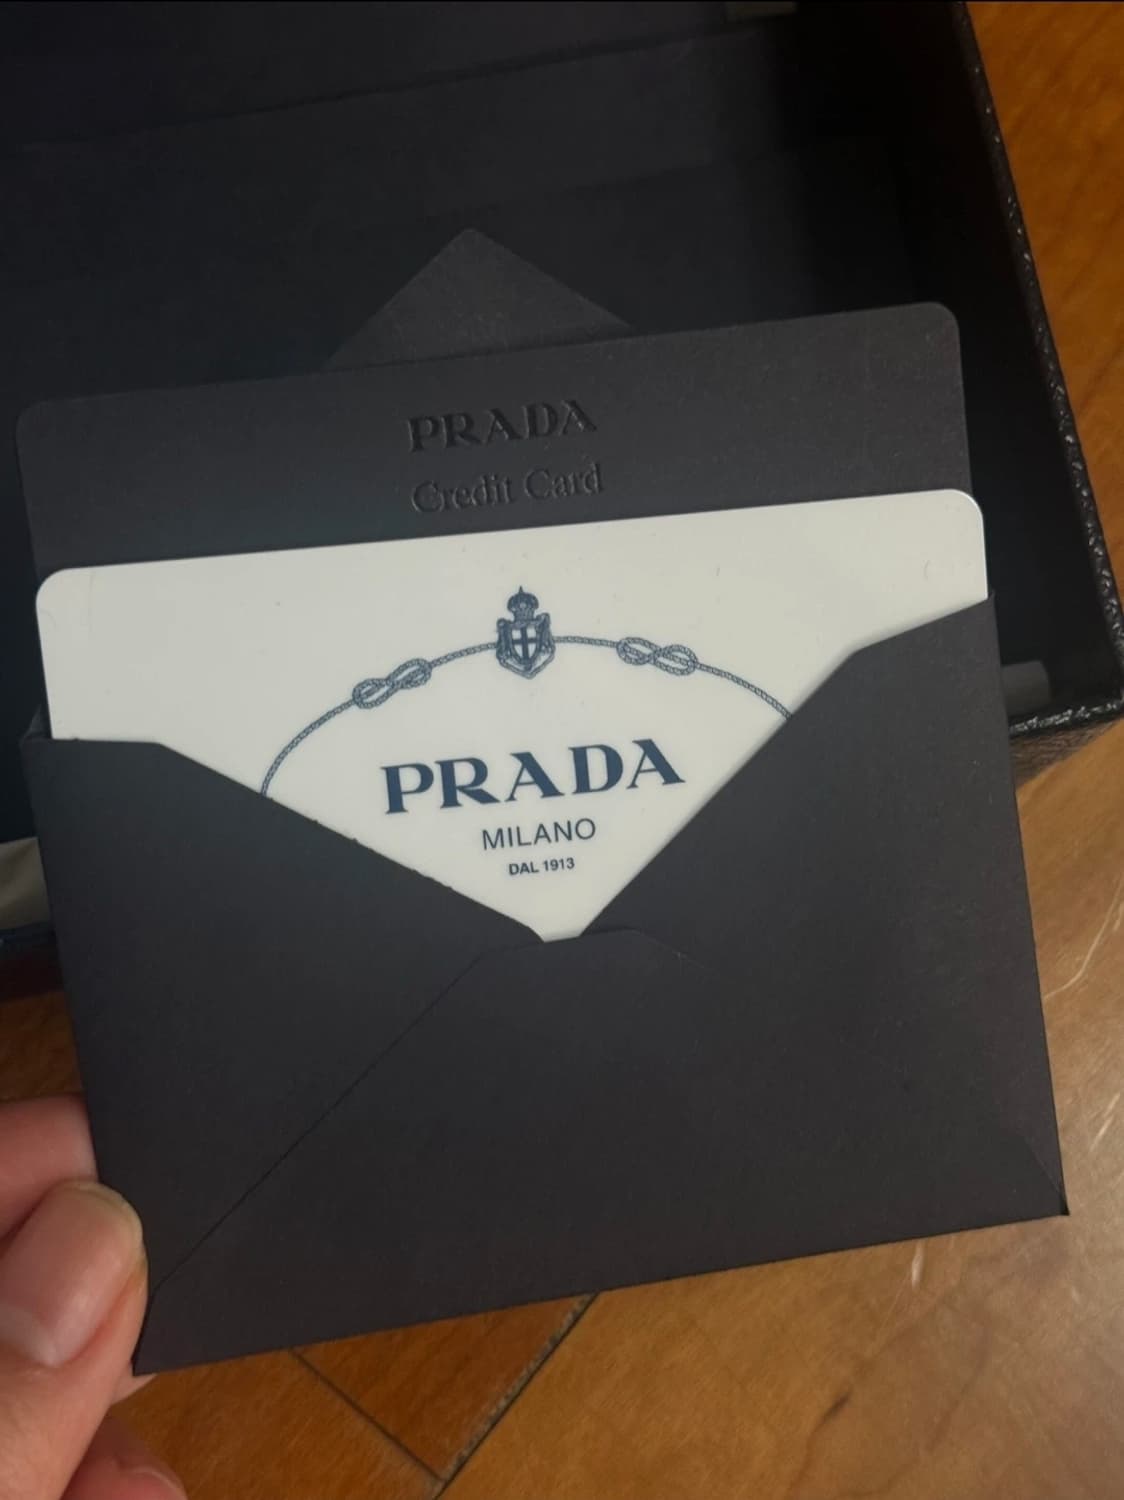 PRADA
Credit Card
PRADA
MILANO
DAL 1913